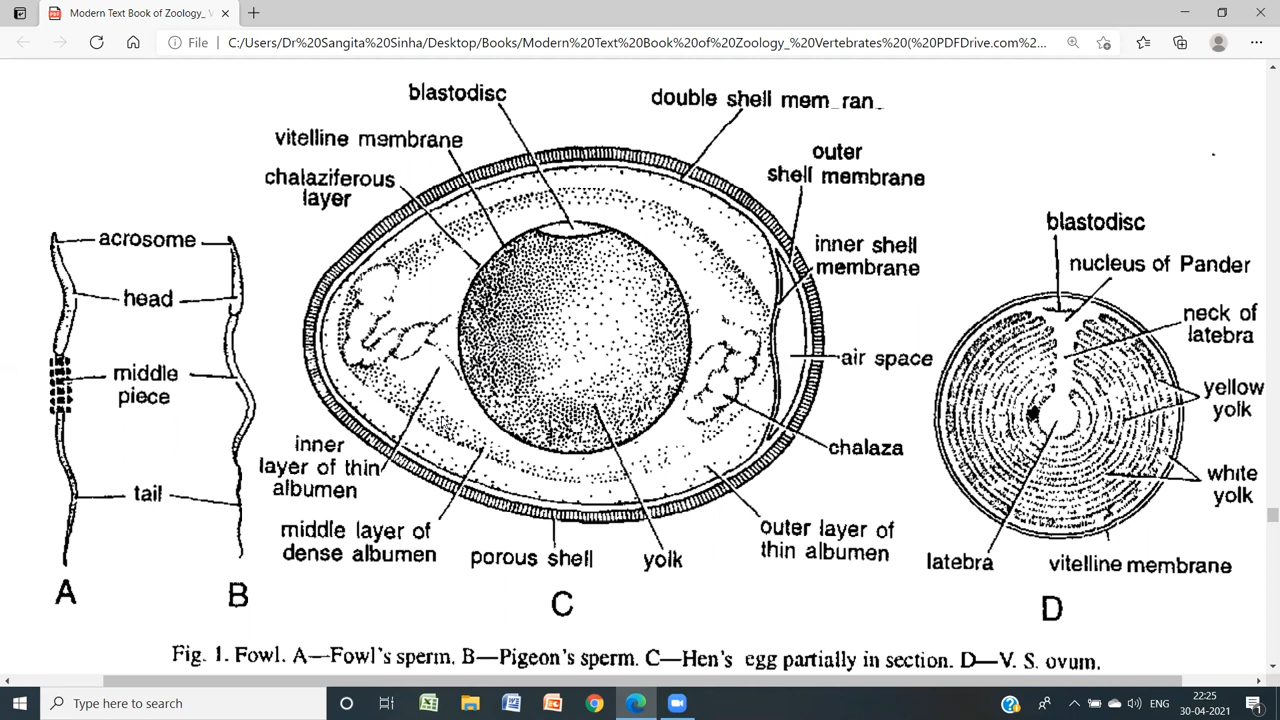 Modern Text Book of Zoology_ V
File
C:/Users/Dr%20Sangita%20Sinha/Desktop/Books/Modern%20Text%20Book%20of%20Zoology_%20Vertebrates%20(%20PDFDrive.com%2...
blastodisc
double shell mem ran
vitelline membrane
outer
shell membrane
chalaziferous
layer
blastodisc
acrosome
inner shell
membrane
nucleus of Pander
head
neck of
latebra
air space
middle
piece
yellow
yolk
inner
layer of thin
albumen
chalaza
white
yolk
tail
middle layer of
dense albumen
porous shell
yolk
outer layer of
thin albumen
latebra
vitelline membrane
A
B
C
D
Fig. 1. Fowl. A—Fowl's sperm. B—Pigeon's sperm. C—Hen's egg partially in section. D—V. S. ovum.
Type here to search
ENG
22:25
30-04-2021
1